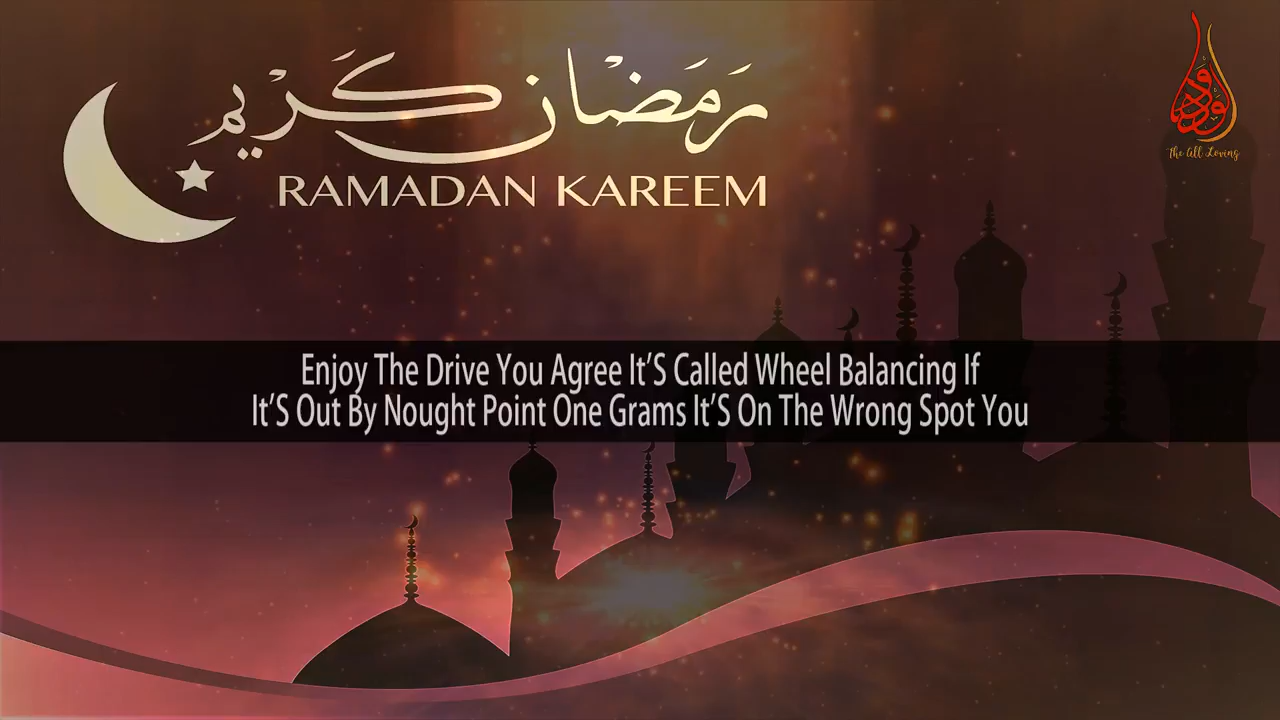 رَمَضَان كَرْيم
RAMADAN KAREEM
ودود
The All Loving
Enjoy The Drive You Agree It’S Called Wheel Balancing If
It’S Out By Nought Point One Grams It’S On The Wrong Spot You